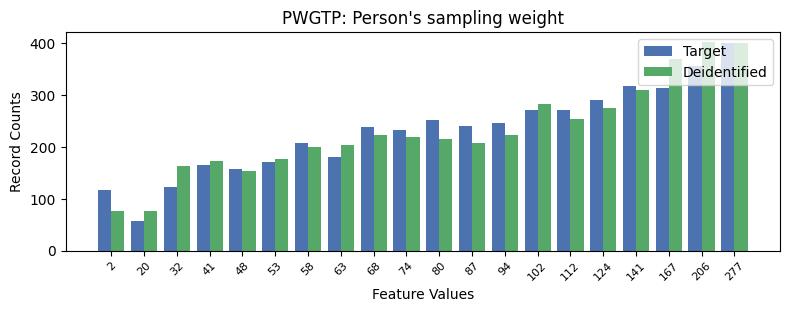 PWGTP: Person's sampling weight
Target
Deidentified
Record Counts
400
300
200
100
0
2 20 32 41 48 53 58 63 68 74 80 87 94 102 112 124 141 167 206 277
Feature Values